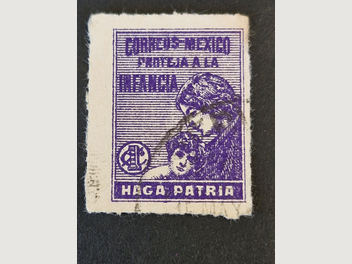 CORREOS-MEXICO
PROTEJA A LA
INFANCIA
HAGA PATRIA